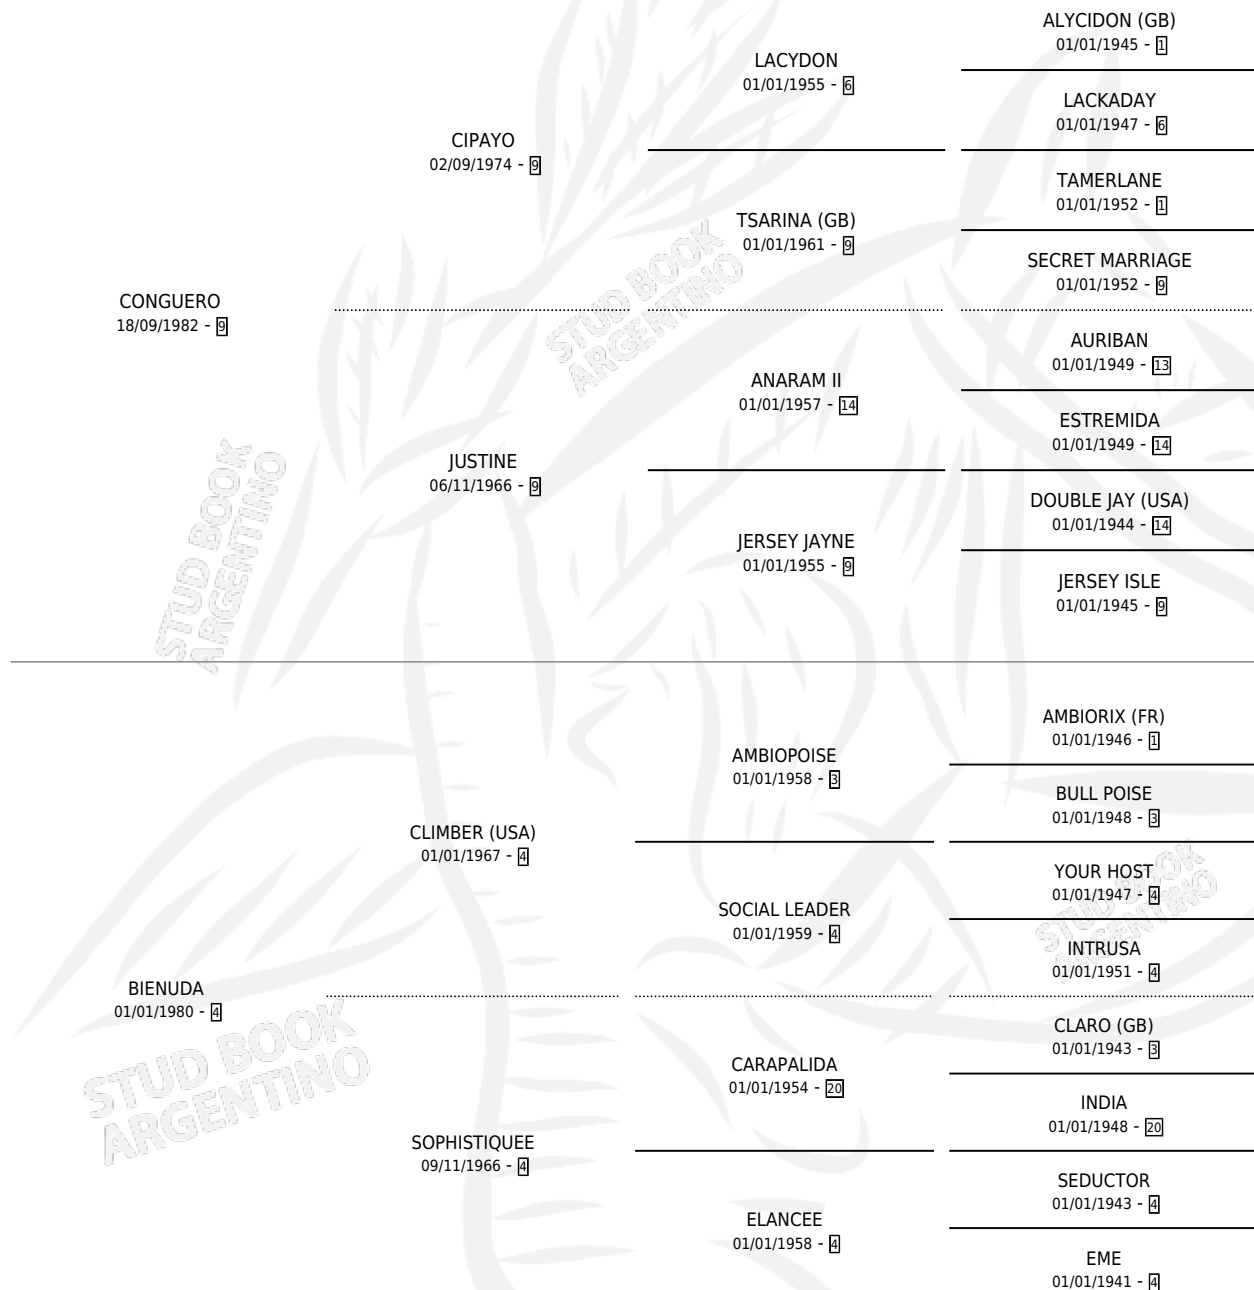 CONGUERO
18/09/1982 - 9
CIPAYO
02/09/1974 - 9
LACYDON
01/01/1955 - 6
ALYCIDON (GB)
01/01/1945 - 1
LACKADAY
01/01/1947 - 6
TSARINA (GB)
01/01/1961 - 9
TAMERLANE
01/01/1952 - 1
SECRET MARRIAGE
01/01/1952 - 9
JUSTINE
06/11/1966 - 9
ANARAM II
01/01/1957 - 14
AURIBAN
01/01/1949 - 13
ESTREMIDA
01/01/1949 - 14
JERSEY JAYNE
01/01/1955 - 9
DOUBLE JAY (USA)
01/01/1944 - 14
JERSEY ISLE
01/01/1945 - 9
BIENUDA
01/01/1980 - 4
CLIMBER (USA)
01/01/1967 - 4
AMBIOPOISE
01/01/1958 - 3
AMBIORIX (FR)
01/01/1946 - 1
BULL POISE
01/01/1948 - 3
SOCIAL LEADER
01/01/1959 - 4
YOUR HOST
01/01/1947 - 4
INTRUSA
01/01/1951 - 4
SOPHISTIQUEE
09/11/1966 - 4
CARAPALIDA
01/01/1954 - 20
CLARO (GB)
01/01/1943 - 3
INDIA
01/01/1948 - 20
ELANCEE
01/01/1958 - 4
SEDUCTOR
01/01/1943 - 4
EME
01/01/1941 - 4
STUD BOOK
ARGENTINO
STUD BOOK
ARGENTINO
STUD BOOK
ARGENTINO
STUD BOOK
ARGENTINO